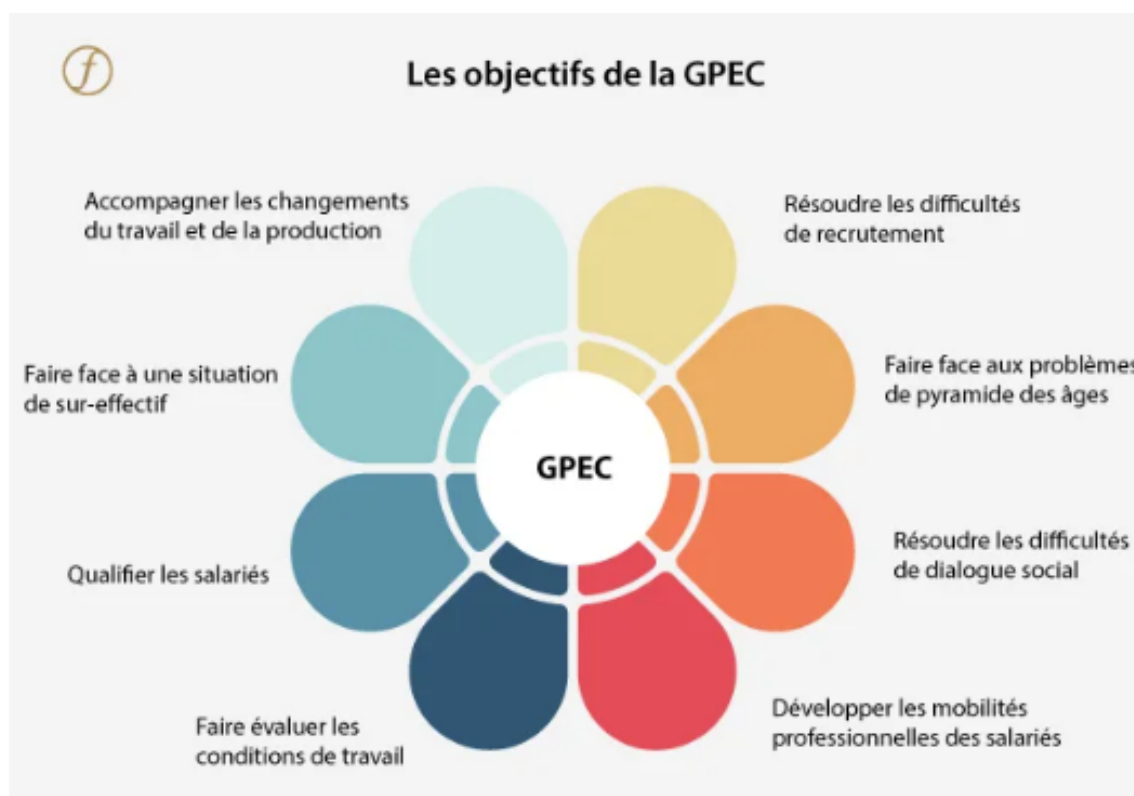 Les objectifs de la GPEC
Accompagner les changements
du travail et de la production
Résoudre les difficultés
de recrutement
Faire face à une situation
de sur-effectif
Faire face aux problèmes
de pyramide des âges
GPEC
Qualifier les salariés
Résoudre les difficultés
de dialogue social
Faire évaluer les
conditions de travail
Développer les mobilités
professionnelles des salariés